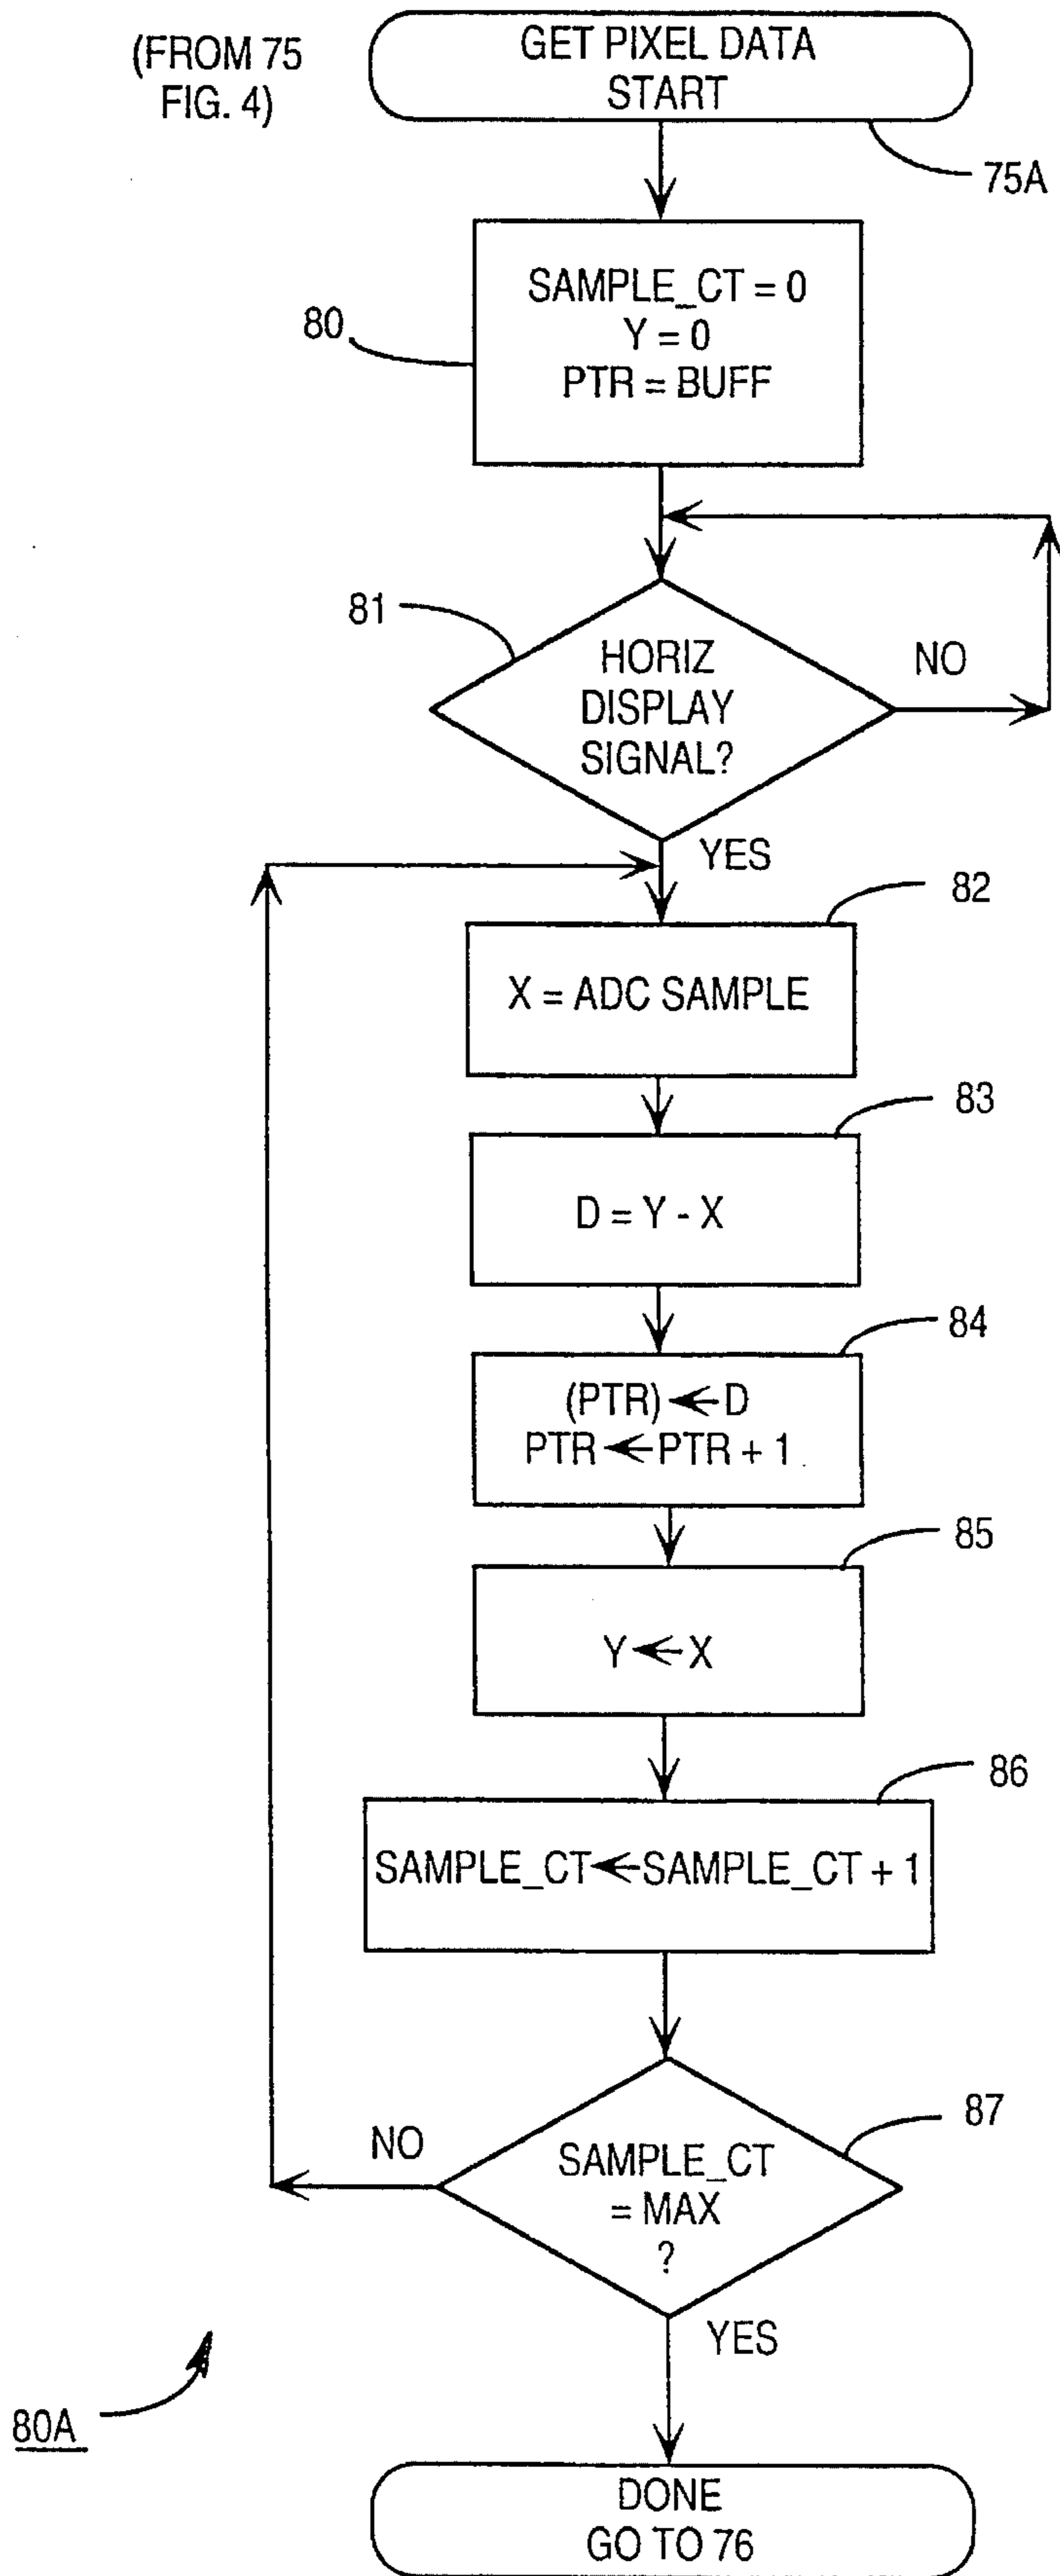 (FROM 75
FIG. 4)
GET PIXEL DATA
START
75A
80
SAMPLE_CT = 0
Y = 0
PTR = BUFF
81
HORIZ
DISPLAY
SIGNAL?
NO
YES
82
X = ADC SAMPLE
83
D = Y - X
84
(PTR) ← D
PTR ← PTR + 1
85
Y ← X
86
SAMPLE_CT ← SAMPLE_CT + 1
87
NO
SAMPLE_CT
= MAX
?
YES
80A
DONE
GO TO 76